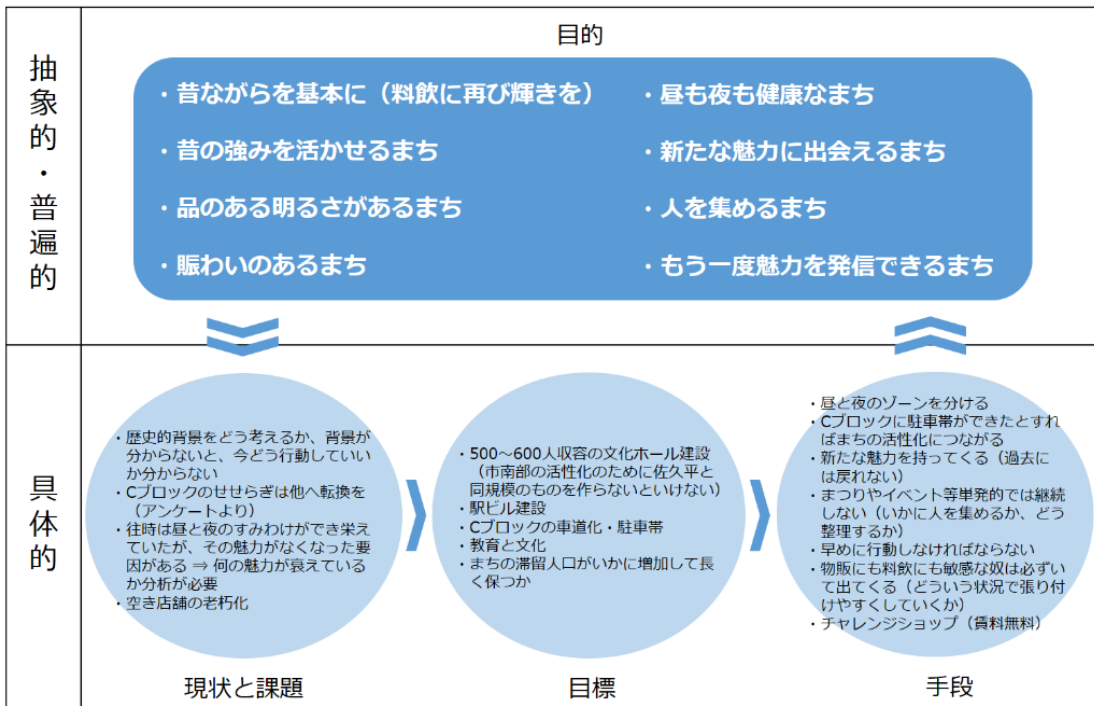 抽象的・普遍的
目的
・昔ながらを基本に（料飲に再び輝きを）
・昔の強みを活かせるまち
・品のある明るさがあるまち
・賑わいのあるまち
・昼も夜も健康なまち
・新たな魅力に出会えるまち
・人を集めるまち
・もう一度魅力を発信できるまち
具体的
・歴史的背景をどう考えるか、背景が
分からないと、今どう行動していい
か分からない
・Cブロックのせせらぎは他へ転換を
（アンケートより）
・往時は昼と夜のすみわけができ栄え
ていたが、その魅力がなくなった要
因がある ⇒ 何の魅力が衰えている
か分析が必要
・空き店舗の老朽化
現状と課題
・500～600人収容の文化ホール建設
（市南部の活性化のために佐久平と
同規模のものを作らないといけない）
・駅ビル建設
・Cブロックの車道化・駐車帯
・教育と文化
・まちの滞留人口がいかに増加して長
く保つか
目標
・昼と夜のゾーンを分ける
・Cブロックに駐車帯ができたとすれ
ばまちの活性化につながる
・新たな魅力を持ってくる（過去に
は戻れない）
・まつりやイベント等単発的では継続
しない（いかに人を集めるか、どう
整理するか）
・早めに行動しなければならない
・物販にも料飲にも敏感な奴は必ずい
て出てくる（どういう状況で張り付
けやすくしていくか）
・チャレンジショップ（賃料無料）
手段